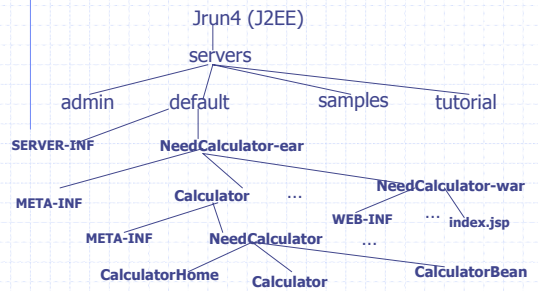 Jrun4 (J2EE)
servers
admin default samples tutorial
SERVER-INF NeedCalculator-ear
META-INF Calculator ... NeedCalculator-war
WEB-INF ... index.jsp
META-INF NeedCalculator ...
CalculatorHome Calculator CalculatorBean